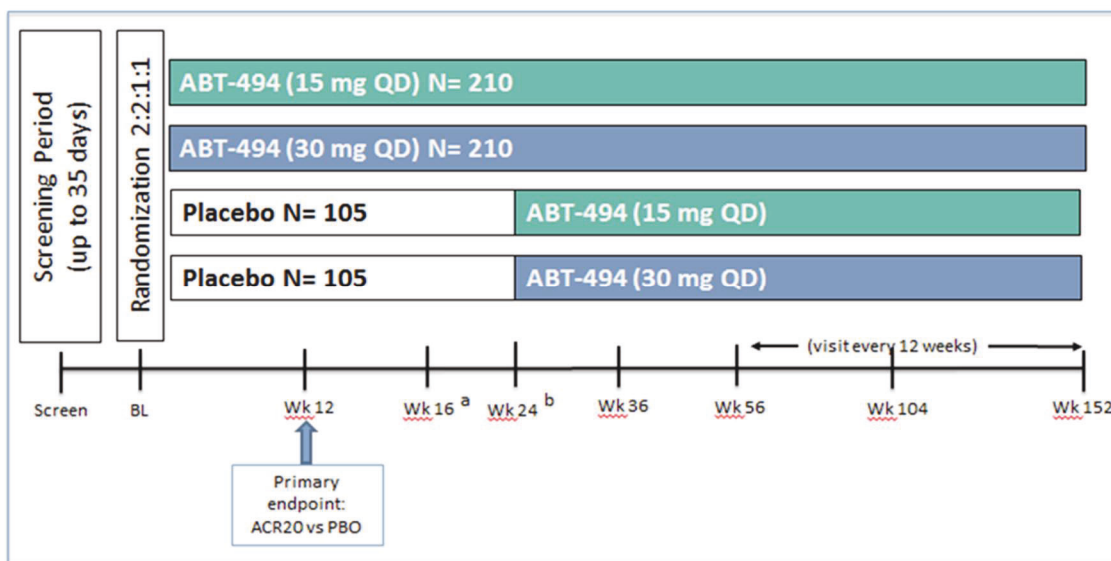 Screening Period
(up to 35 days)
Randomization 2:2:1:1
ABT-494 (15 mg QD) N= 210
ABT-494 (30 mg QD) N= 210
Placebo N= 105
ABT-494 (15 mg QD)
Placebo N= 105
ABT-494 (30 mg QD)
(visit every 12 weeks)
Screen
BL
Wk 12
Wk 16 a
Wk 24 b
Wk 36
Wk 56
Wk 104
Wk 152
Primary
endpoint:
ACR20 vs PBO